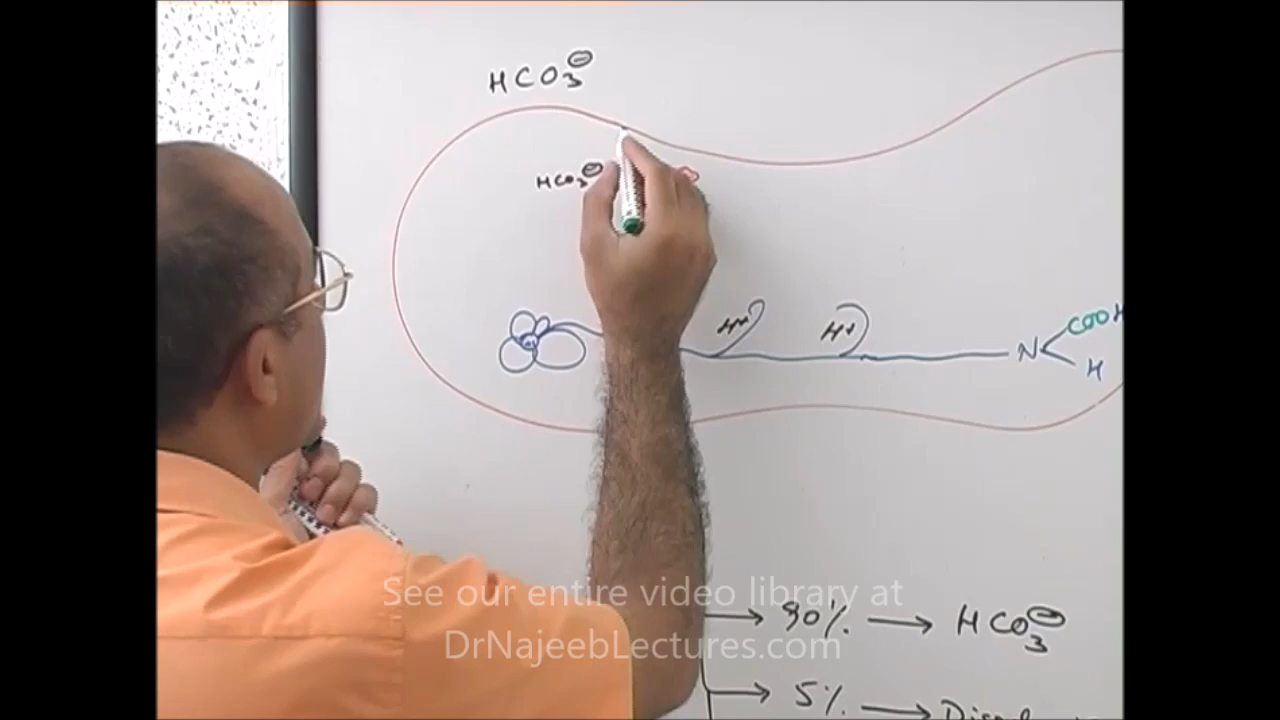 HCO3⊖
HCO3⊖
H+
H+
N
COOH
H
See our entire video library at
DrNajeebLectures.com
→ 90% → HCO3⊖
→ 5% →